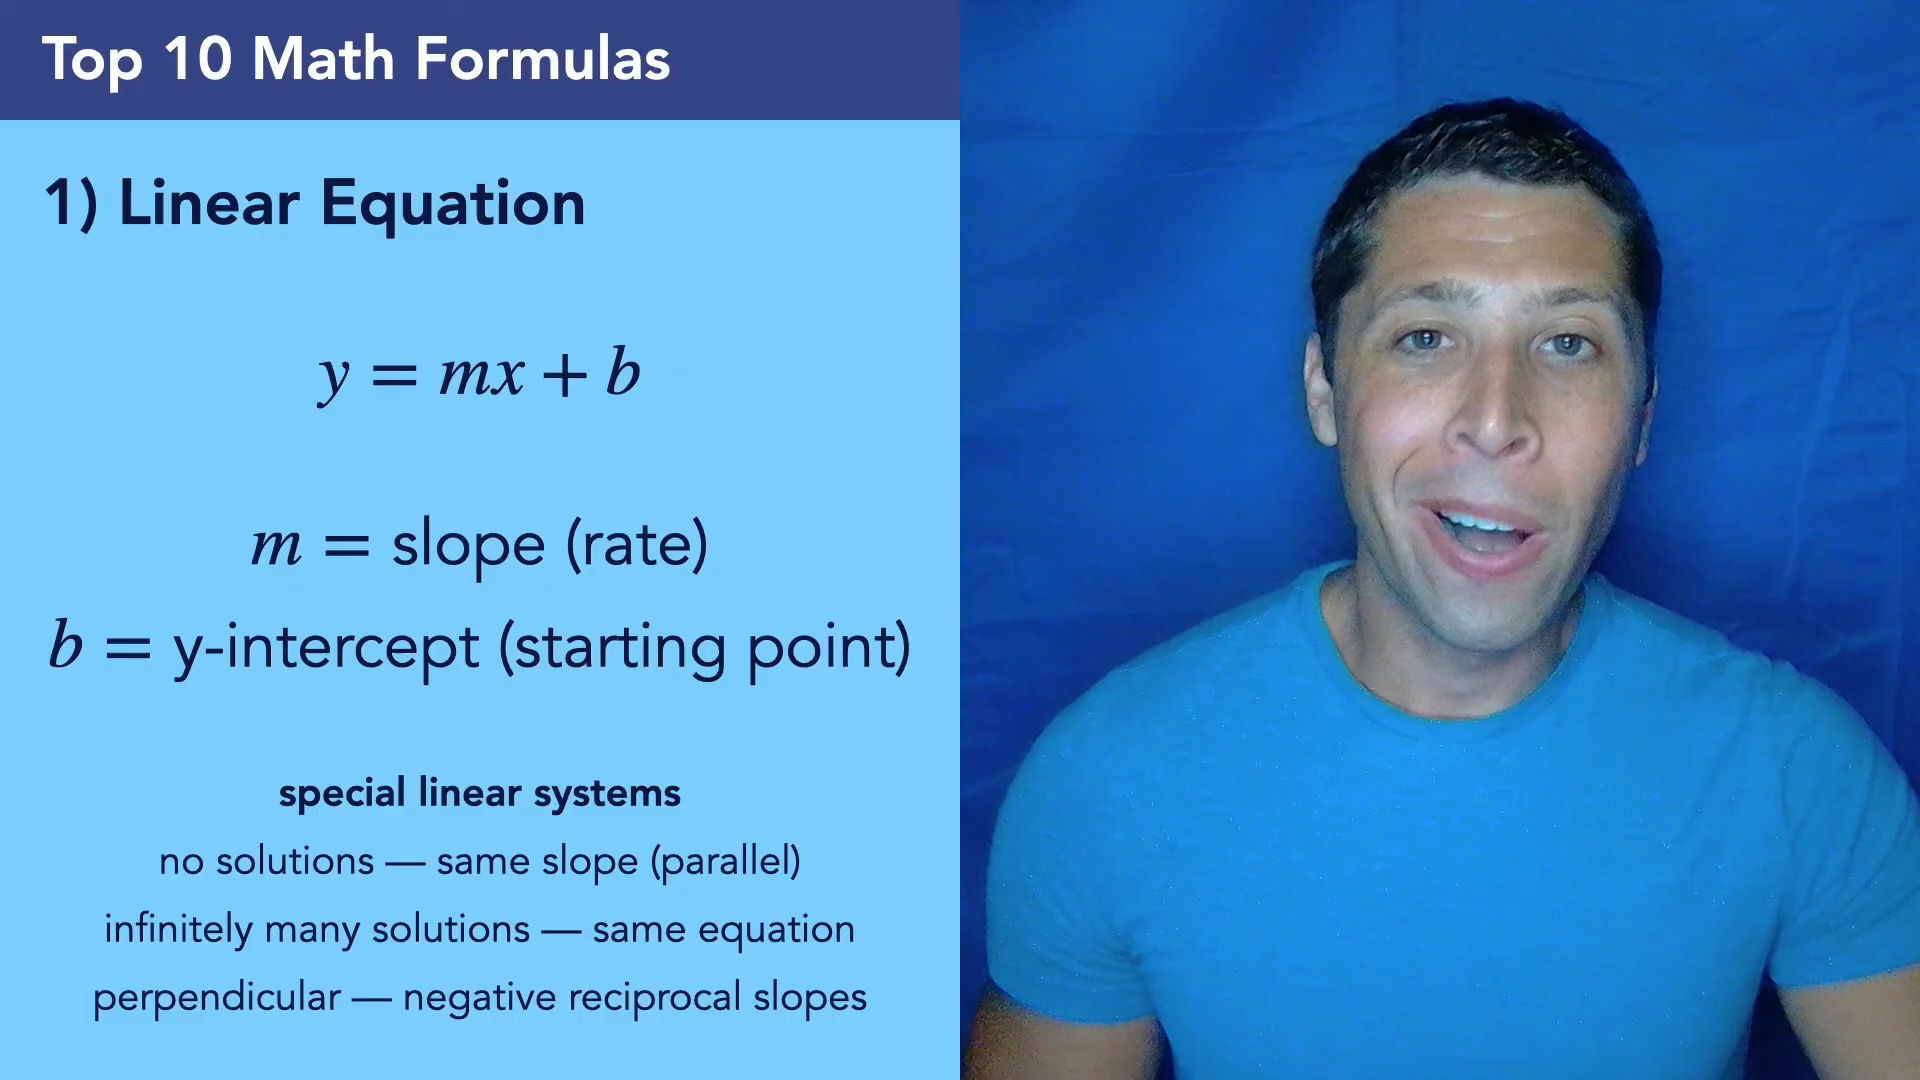 Top 10 Math Formulas
1) Linear Equation
y = mx + b
m = slope (rate)
b = y-intercept (starting point)
special linear systems
no solutions — same slope (parallel)
infinitely many solutions — same equation
perpendicular — negative reciprocal slopes